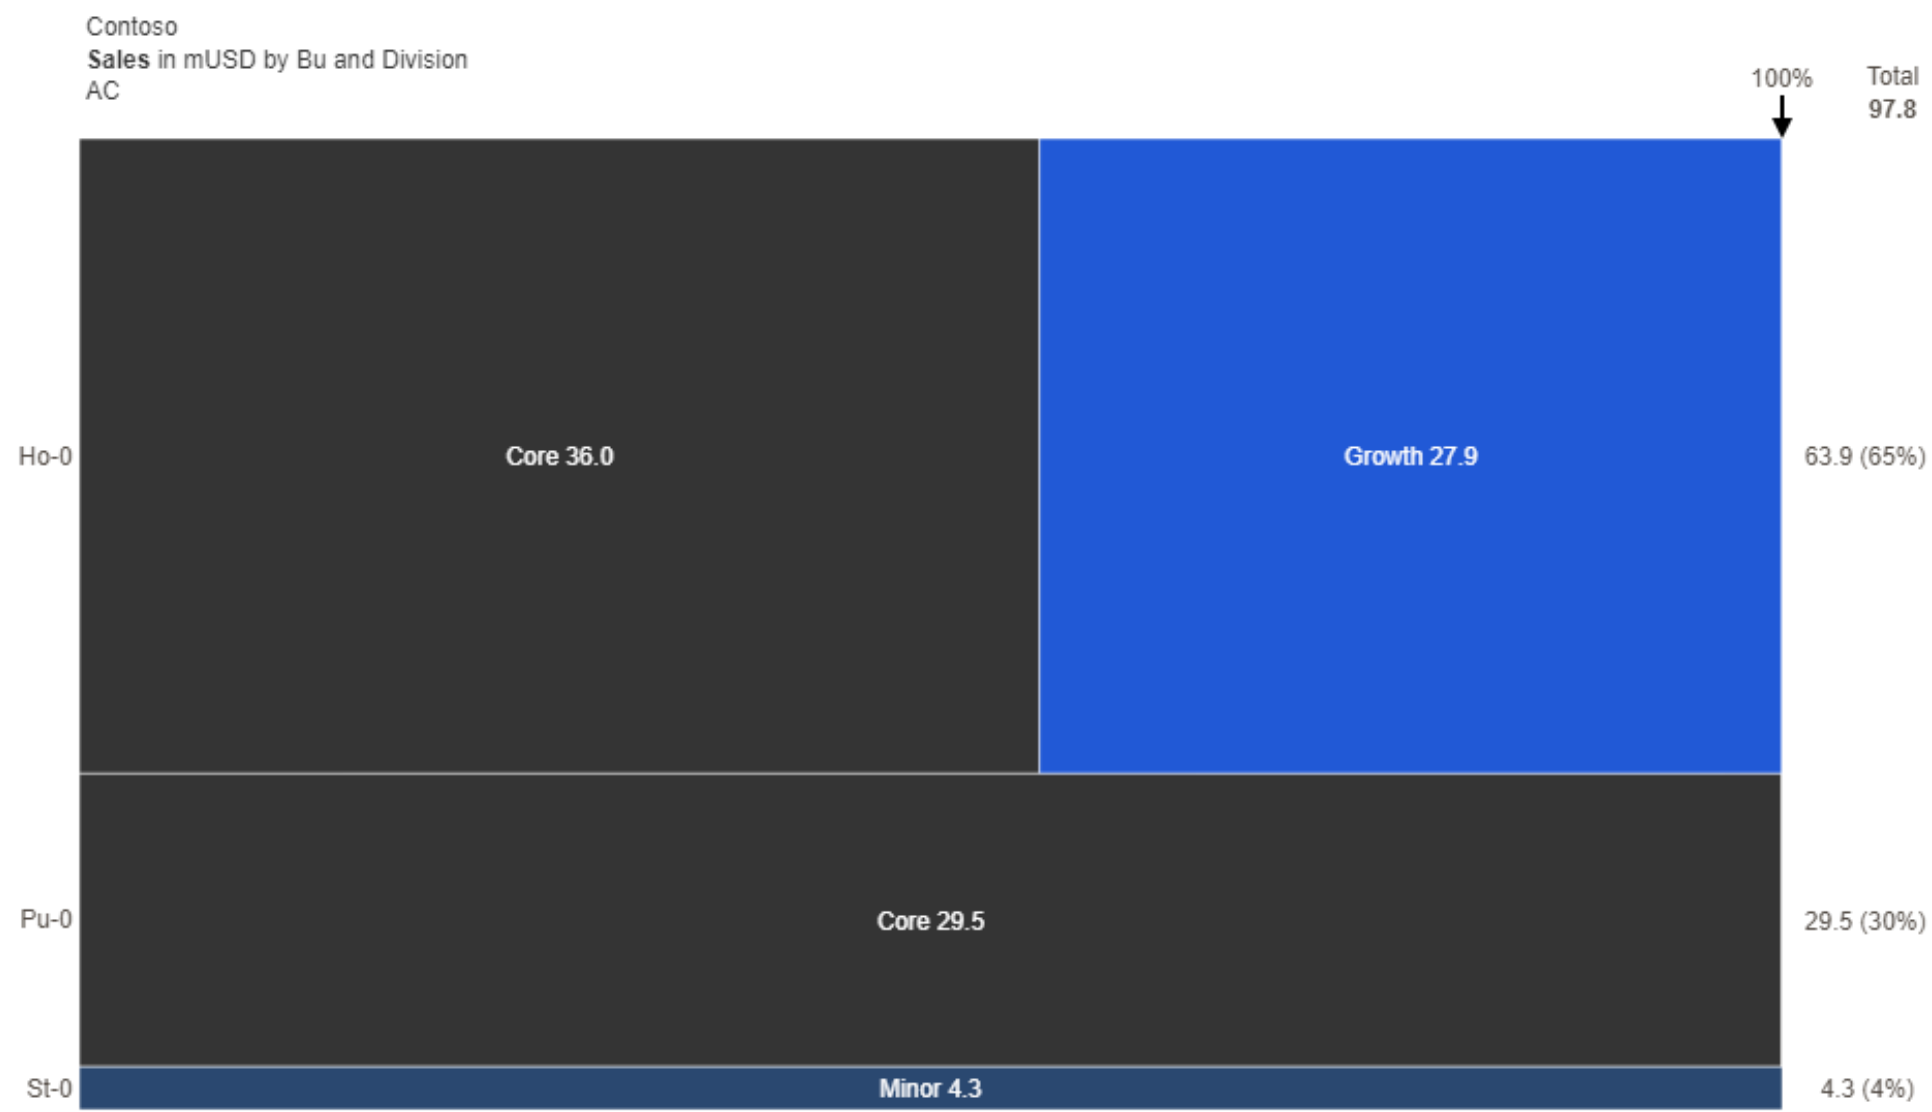 Contoso
Sales in mUSD by Bu and Division
AC
100%
Total
97.8
Ho-0
Core 36.0
Growth 27.9
63.9 (65%)
Pu-0
Core 29.5
29.5 (30%)
St-0
Minor 4.3
4.3 (4%)